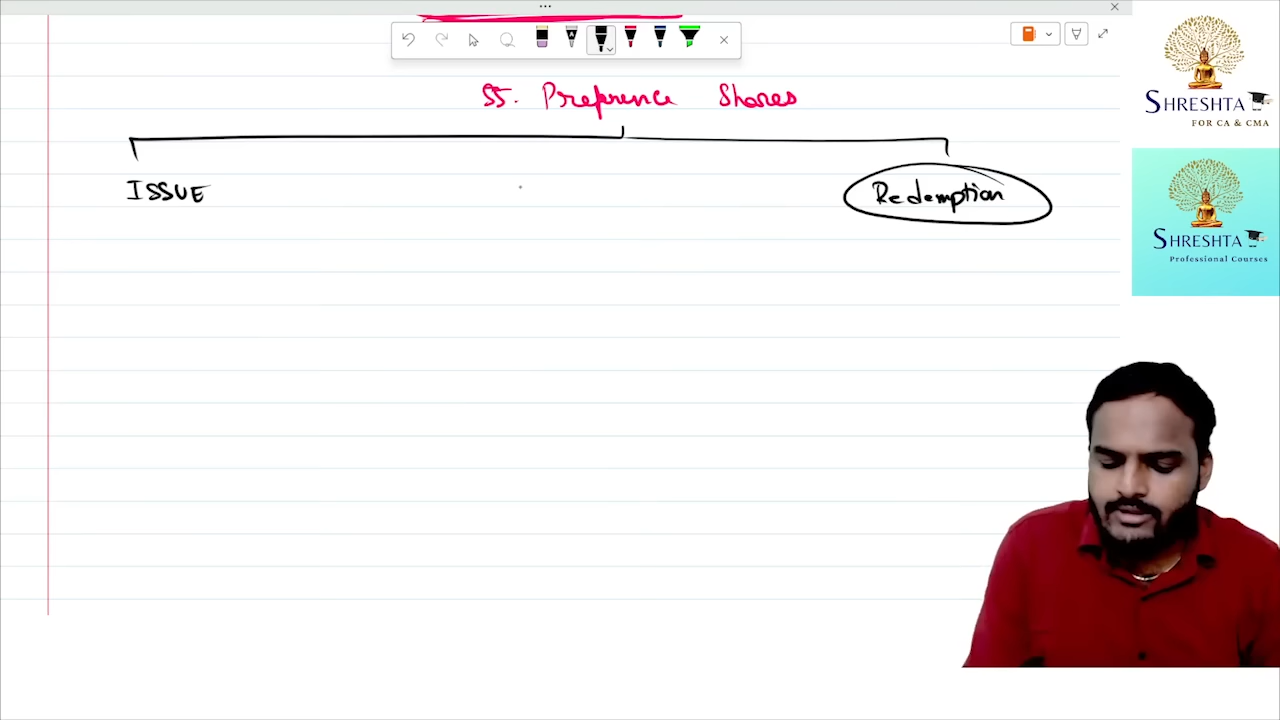 55. Preference Shares
ISSUE
Redemption
SHRESHTA
FOR CA & CMA
SHRESHTA
Professional Courses